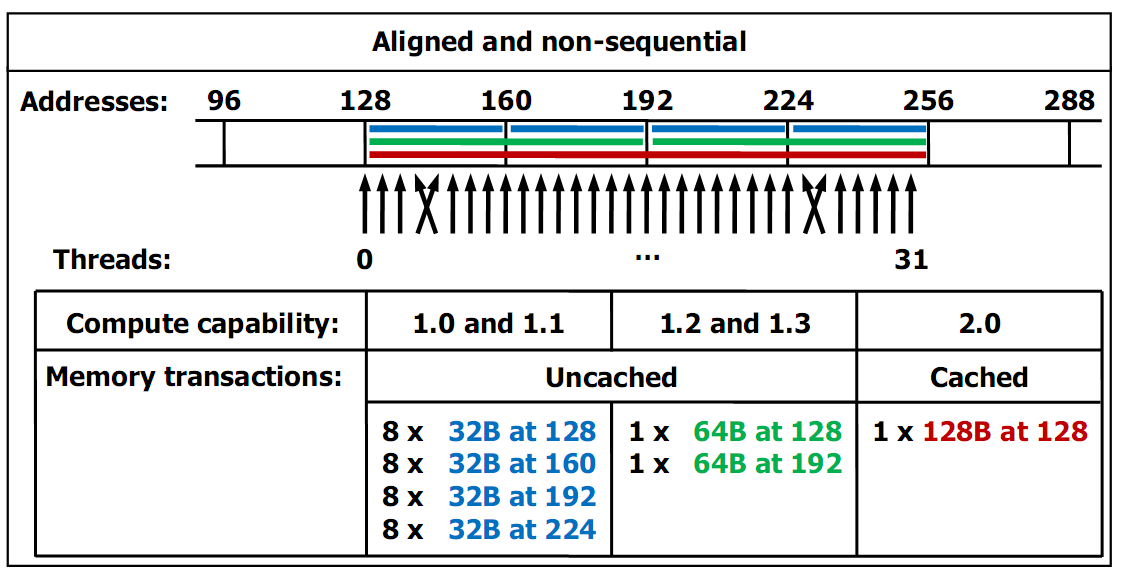 Aligned and non-sequential
Addresses: 96 128 160 192 224 256 288
Threads: 0 ... 31
Compute capability: 1.0 and 1.1 1.2 and 1.3 2.0
Memory transactions: Uncached Cached
8 x 32B at 128 1 x 64B at 128 1 x 128B at 128
8 x 32B at 160 1 x 64B at 192
8 x 32B at 192
8 x 32B at 224